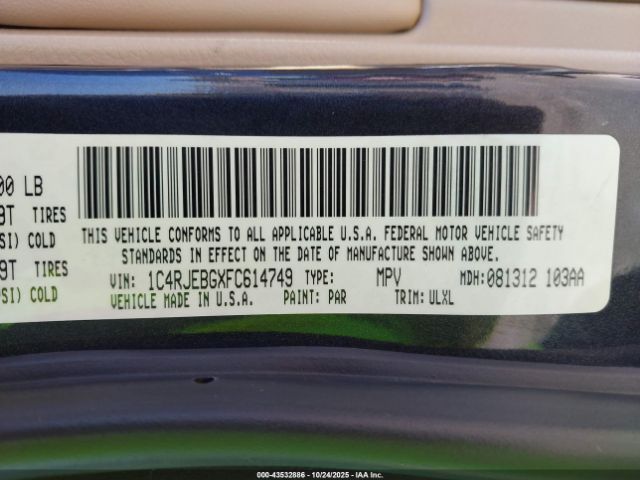 00 LB
9T TIRES
SI) COLD
9T TIRES
SI) COLD
THIS VEHICLE CONFORMS TO ALL APPLICABLE U.S.A. FEDERAL MOTOR VEHICLE SAFETY
STANDARDS IN EFFECT ON THE DATE OF MANUFACTURE SHOWN ABOVE.
VIN: 1C4RJEBGXFC614749 TYPE: MPV MDH: 081312 103AA
VEHICLE MADE IN U.S.A. PAINT: PAR TRIM: ULXL
000-43532886 - 10/24/2025 - IAA Inc.